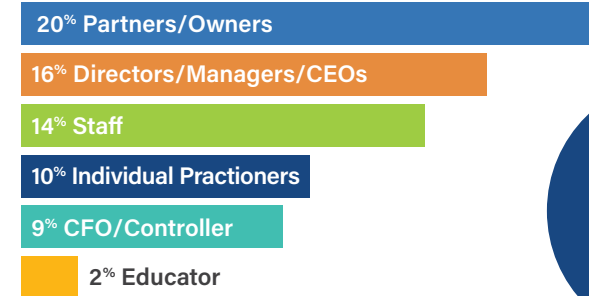 20% Partners/Owners
16% Directors/Managers/CEOs
14% Staff
10% Individual Practioners
9% CFO/Controller
2% Educator